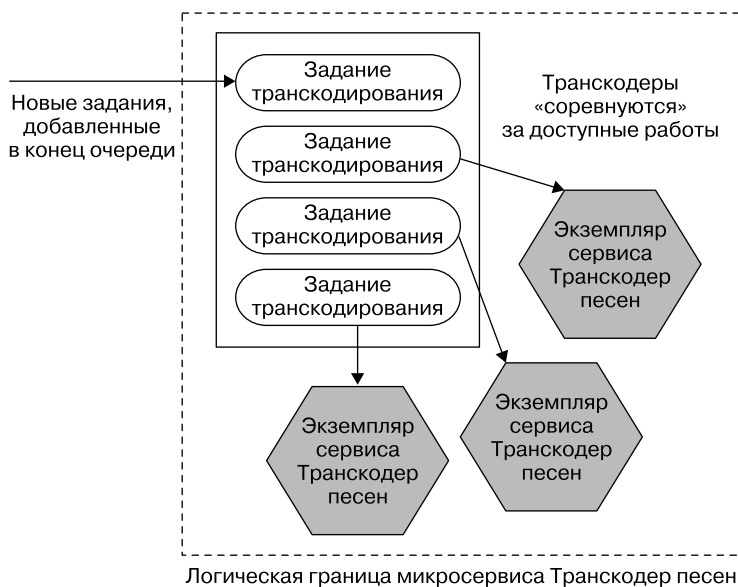 Новые задания,
добавленные
в конец очереди
Задание
транскодирования
Задание
транскодирования
Задание
транскодирования
Задание
транскодирования
Транскодеры
«соревнуются»
за доступные работы
Экземпляр
сервиса
Транскодер
песен
Экземпляр
сервиса
Транскодер
песен
Экземпляр
сервиса
Транскодер
песен
Логическая граница микросервиса Транскодер песен